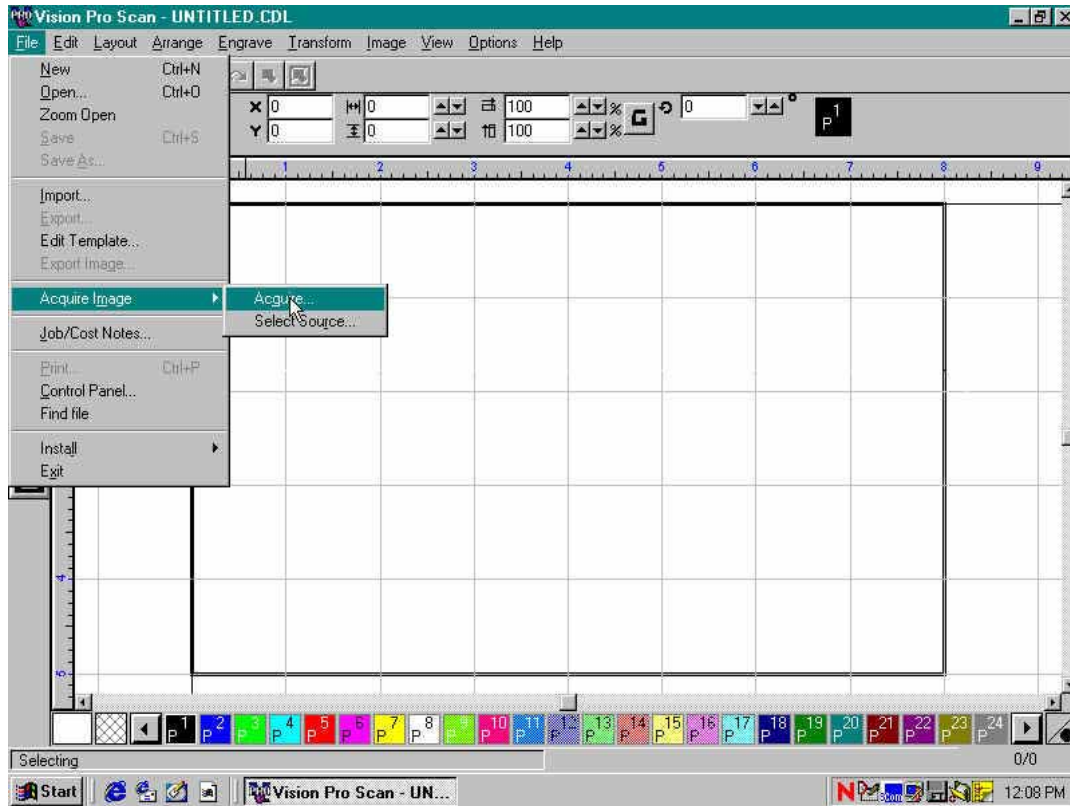 Vision Pro Scan - UNTITLED.CDL
File Edit Layout Arrange Engrave Transform Image View Options Help
New Ctrl+N
Open... Ctrl+O
Zoom Open
Save Ctrl+S
Save As...
Import...
Export...
Edit Template...
Export Image...
Acquire Image
Acquire...
Select Source...
Job/Cost Notes...
Print... Ctrl+P
Control Panel...
Find file
Install
Exit
X 0 0 100 % G 0 °
Y 0 0 100 %
P 1
1 2 3 4 5 6 7 8 9
4
5
P 1 P 2 P 3 P 4 P 5 P 6 P 7 P 8 P 9 P 10 P 11 P 12 P 13 P 14 P 15 P 16 P 17 P 18 P 19 P 20 P 21 P 22 P 23 P 24
Selecting 0/0
Start Vision Pro Scan - UN... N 12:08 PM